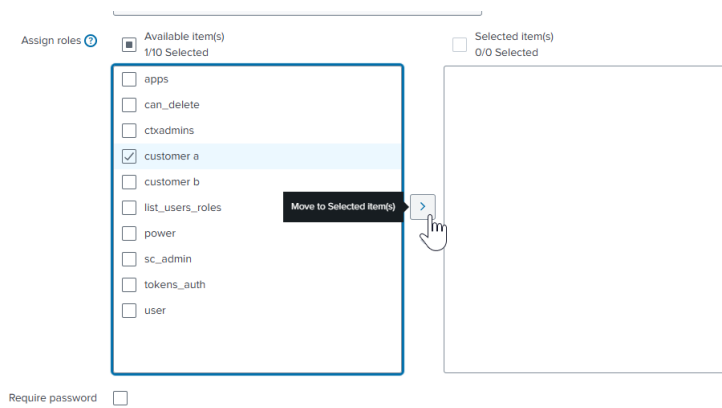 Assign roles ?
Available item(s)
1/10 Selected
Selected item(s)
0/0 Selected
apps
can_delete
ctxadmins
customer a
customer b
list_users_roles
Move to Selected item(s)
power
sc_admin
tokens_auth
user
Require password